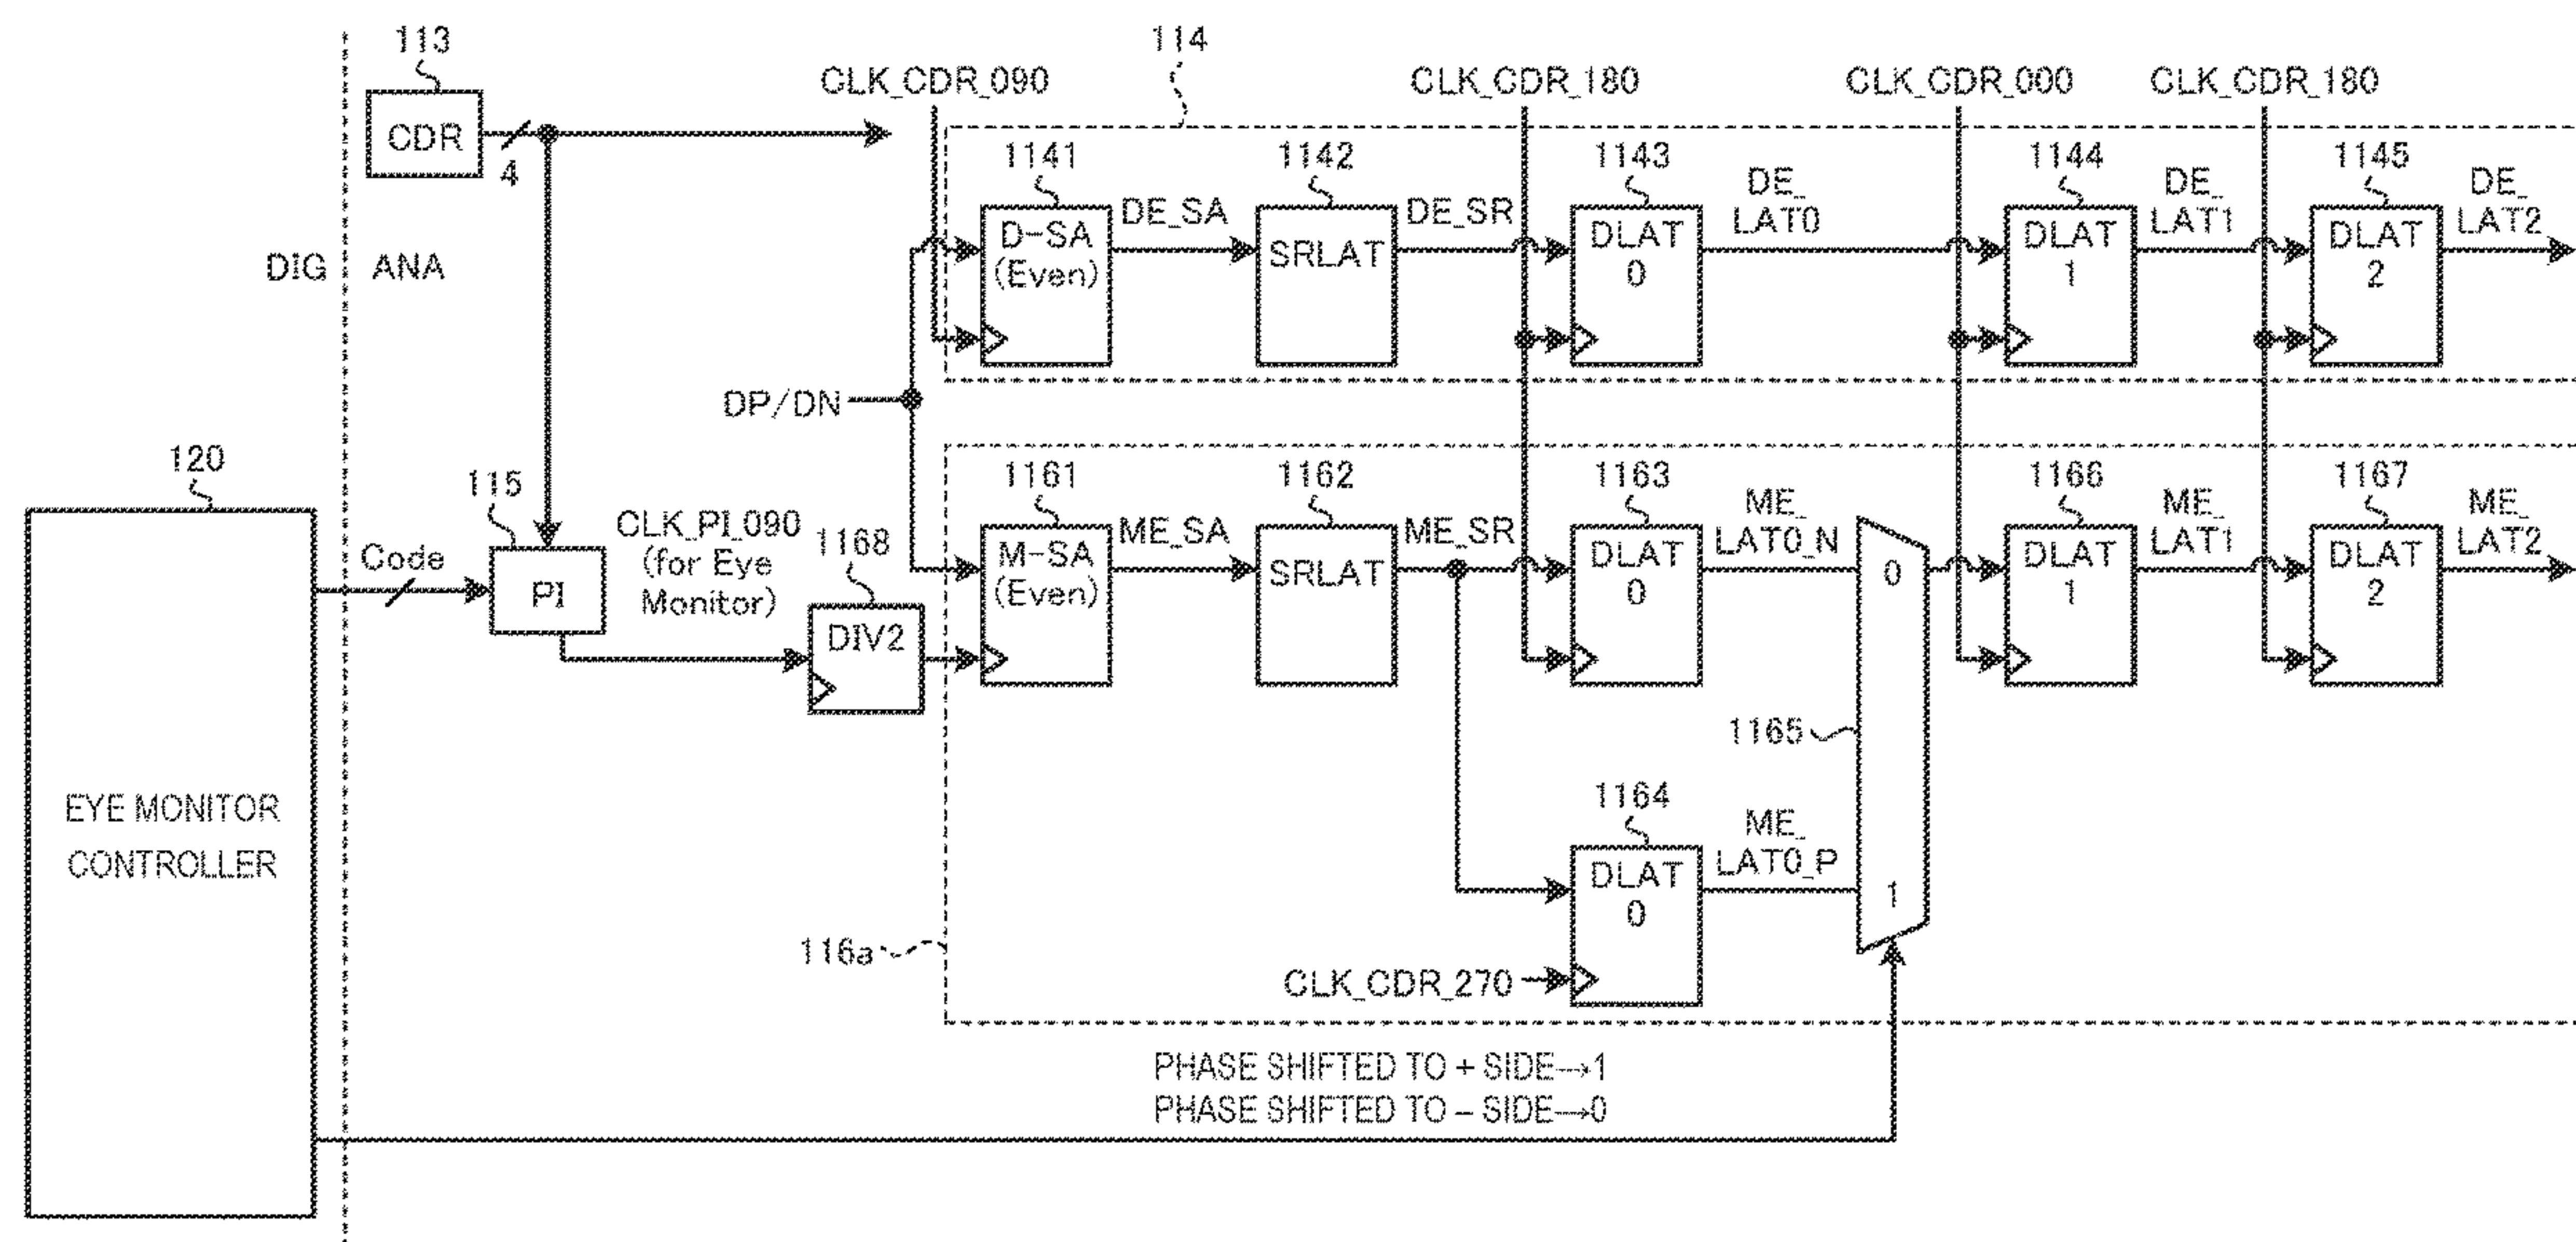 113
114
CLK_CDR_090
CLK_CDR_180
CLK_CDR_000
CLK_CDR_180
CDR
4
1141
1142
1143
1144
1145
D-SA
(Even)
DE_SA
SRLAT
DE_SR
DLAT
0
DE_
LAT0
DLAT
1
DE_
LAT1
DLAT
2
DE_
LAT2
DIG
ANA
DP/DN
120
115
1168
1161
1162
1163
1166
1167
Code
PI
CLK_PI_090
(for Eye
Monitor)
DIV2
M-SA
(Even)
ME_SA
SRLAT
ME_SR
DLAT
0
ME_
LAT0_N
0
DLAT
1
ME_
LAT1
DLAT
2
ME_
LAT2
1165
EYE MONITOR
CONTROLLER
1164
DLAT
0
ME_
LAT0_P
1
116a
CLK_CDR_270
PHASE SHIFTED TO + SIDE→1
PHASE SHIFTED TO – SIDE→0